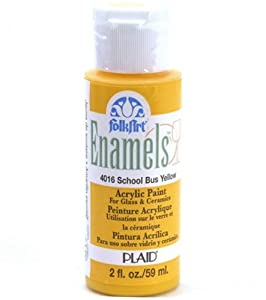 folkArt
Enamels
4016 School Bus Yellow
Acrylic Paint
For Glass & Ceramics
Peinture Acrylique
Utilisation sur le verre et
la céramique
Pintura Acrílica
Para uso sobre vidrio y ceramica
PLAID
2 fl. oz./59 ml.